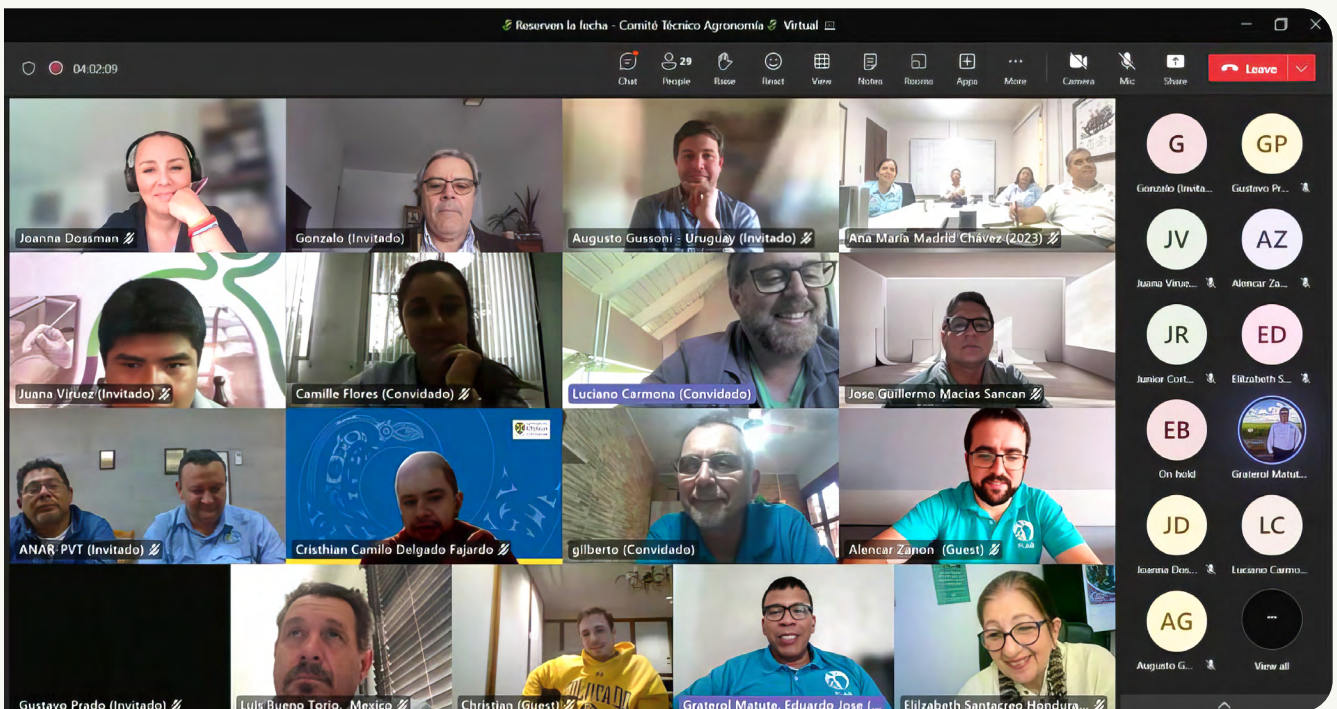 Reserven la fecha - Comité Técnico Agronomía Virtual
04:02:09
29
Chat People Raise React View Notes Rooms Apps More Camera Mic Share Leave
Joanna Dossman
Gonzalo (Invitado)
Augusto Gussoni - Uruguay (Invitado)
Ana María Madrid Chávez (2023)
G GP
Gonzalo (Invita... Gustavo Pr...
JV AZ
Juana Virue... Alencar Za...
Juana Viruez (Invitado)
Camille Flores (Convidado)
Luciano Carmona (Convidado)
Jose Guillermo Macias Sancan
JR ED
Junior Cort... Elilzabeth S...
EB
On hold Graterol Matut...
ANAR-PVT (Invitado)
Cristhian Camilo Delgado Fajardo
gilberto (Convidado)
FLAR
Alencar Zanon (Guest)
JD LC
Joanna Dos... Luciano Carmo...
AG
Augusto G... View all
Gustavo Prado (Invitado)
Luis Bueno Torio. Mexico
Christian (Guest)
FLAR
Graterol Matute, Eduardo Jose (...
Elilzabeth Santacreo Hondura...